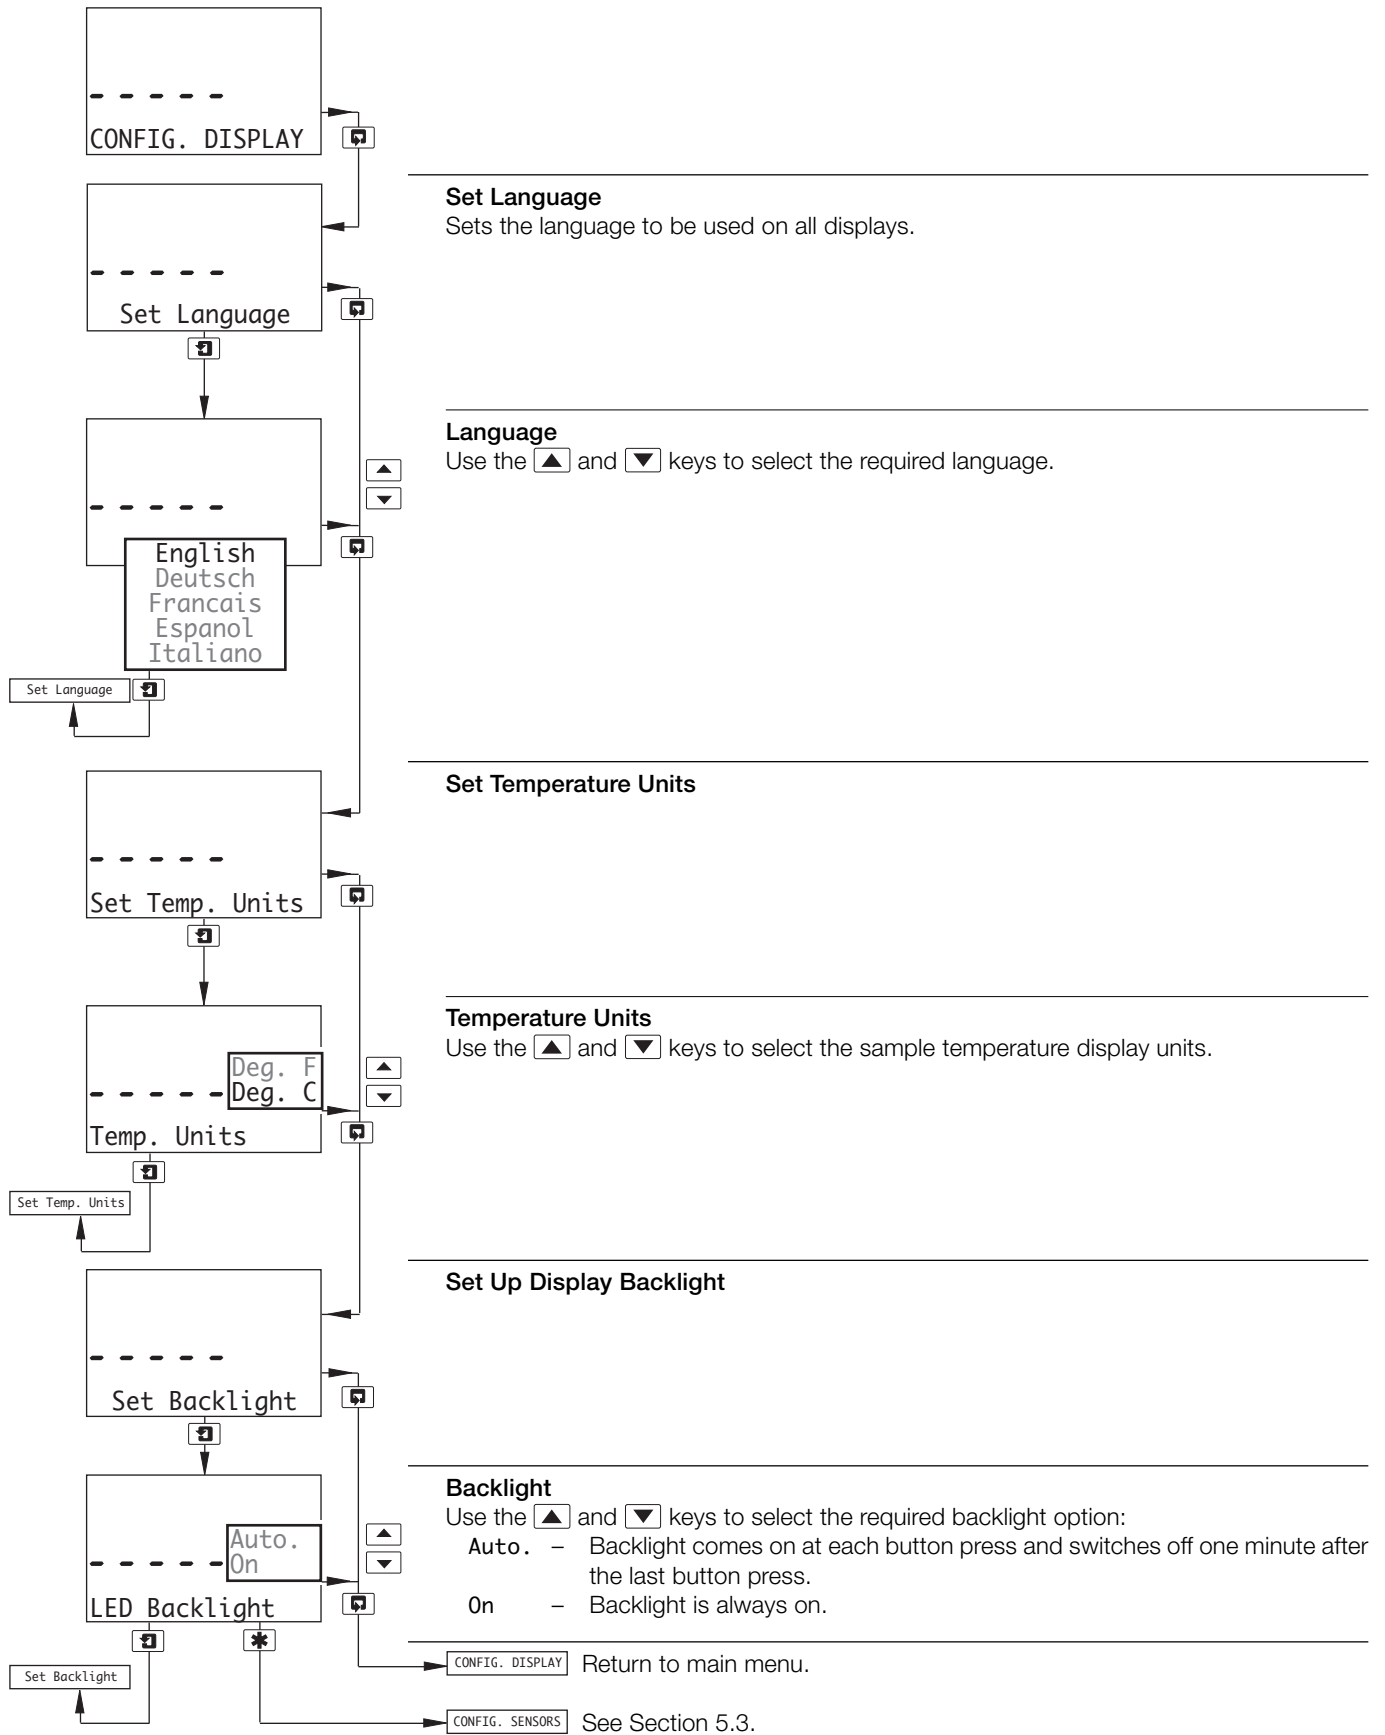 - - - - -
CONFIG. DISPLAY
Set Language
Sets the language to be used on all displays.
- - - - -
Set Language
Language
Use the ▲ and ▼ keys to select the required language.
- - - - -
English
Deutsch
Francais
Espanol
Italiano
Set Language
Set Temperature Units
- - - - -
Set Temp. Units
Temperature Units
Use the ▲ and ▼ keys to select the sample temperature display units.
Deg. F
- - - - - Deg. C
Temp. Units
Set Temp. Units
Set Up Display Backlight
- - - - -
Set Backlight
Backlight
Use the ▲ and ▼ keys to select the required backlight option:
Auto. – Backlight comes on at each button press and switches off one minute after
the last button press.
On – Backlight is always on.
Auto.
- - - - - On
LED Backlight
Set Backlight
CONFIG. DISPLAY Return to main menu.
CONFIG. SENSORS See Section 5.3.